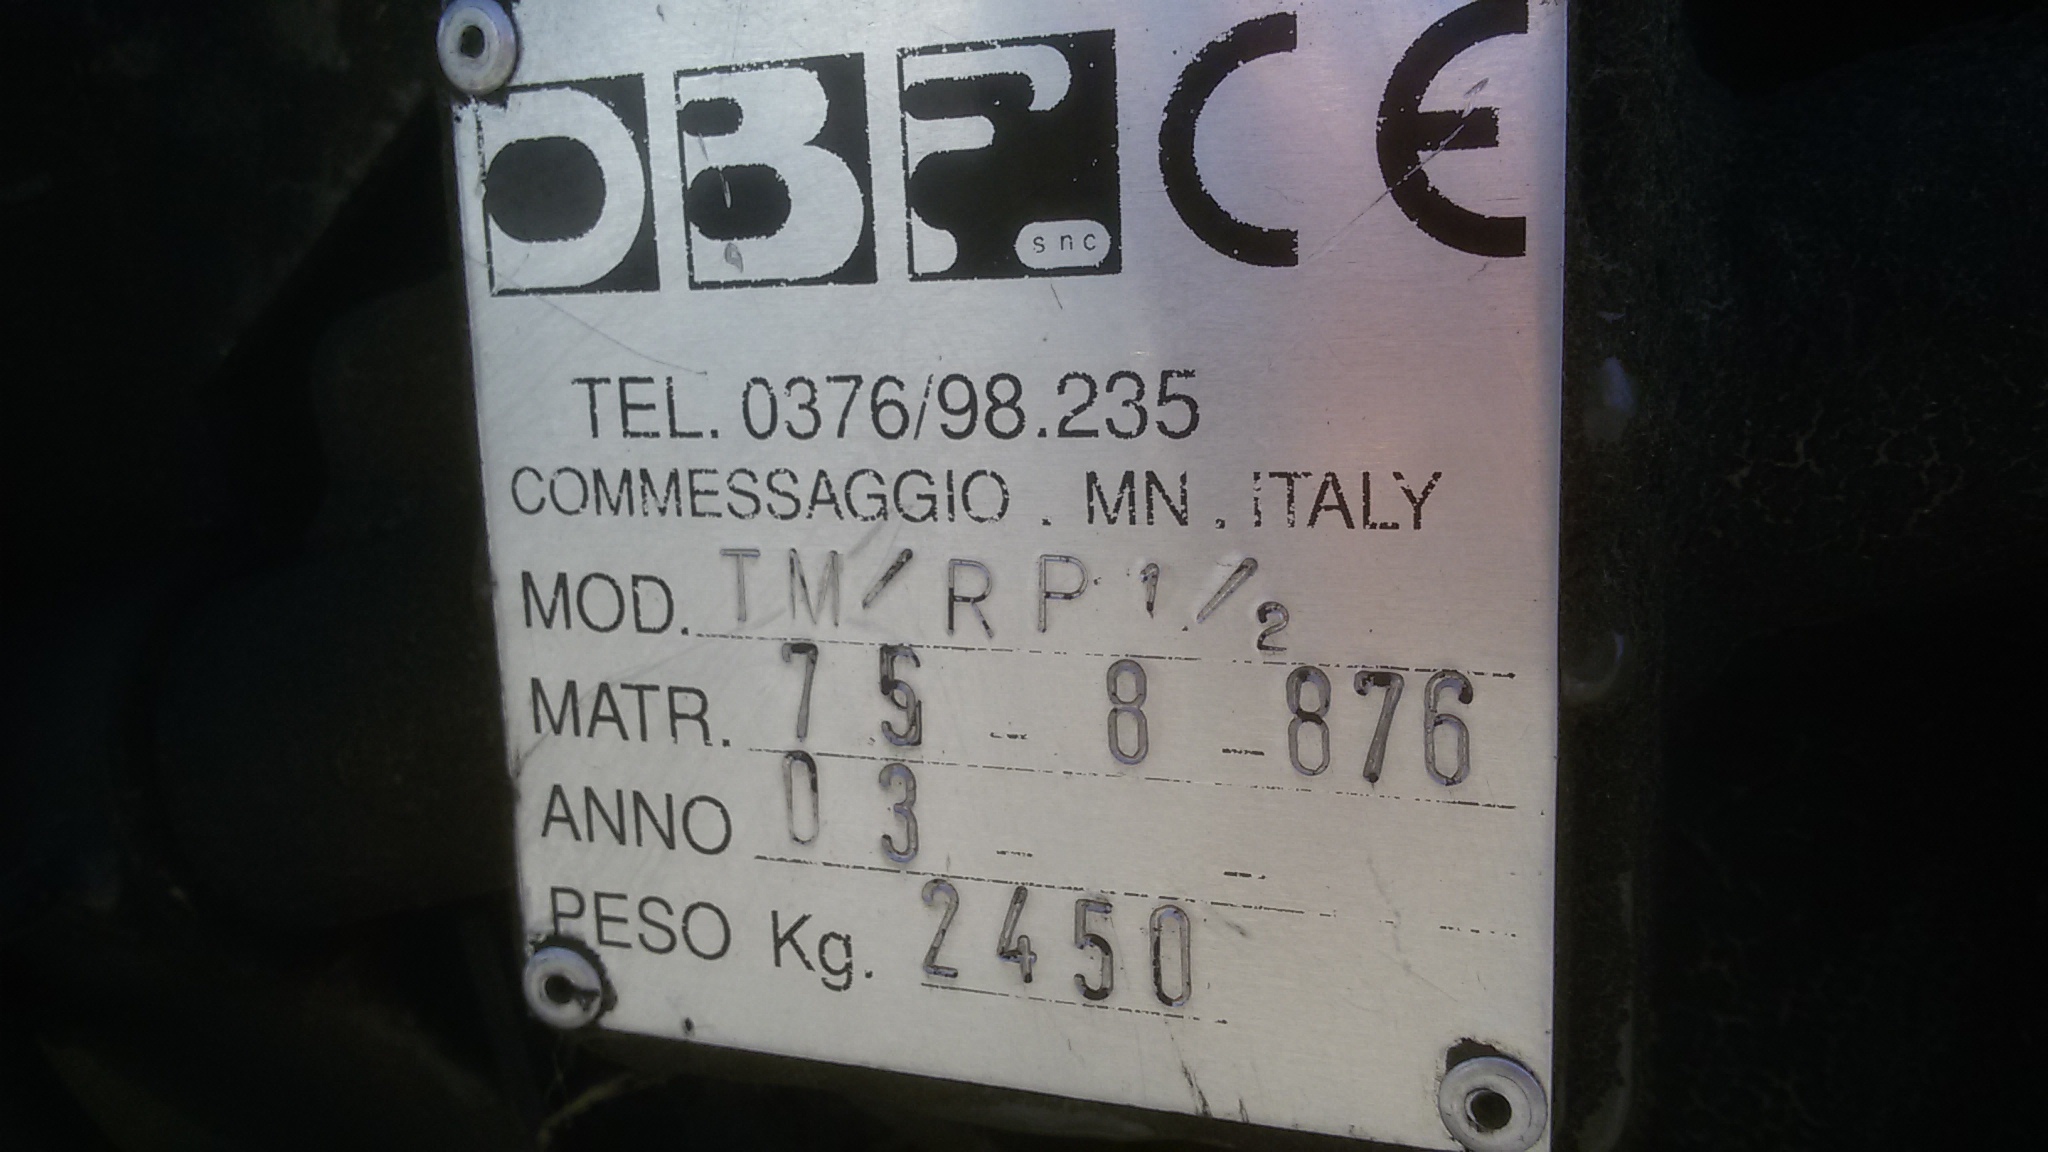 DBF snc CE
TEL. 0376/98.235
COMMESSAGGIO . MN . ITALY
MOD. TM/RP 1/2
MATR. 75 8 876
ANNO 03
PESO Kg. 2450